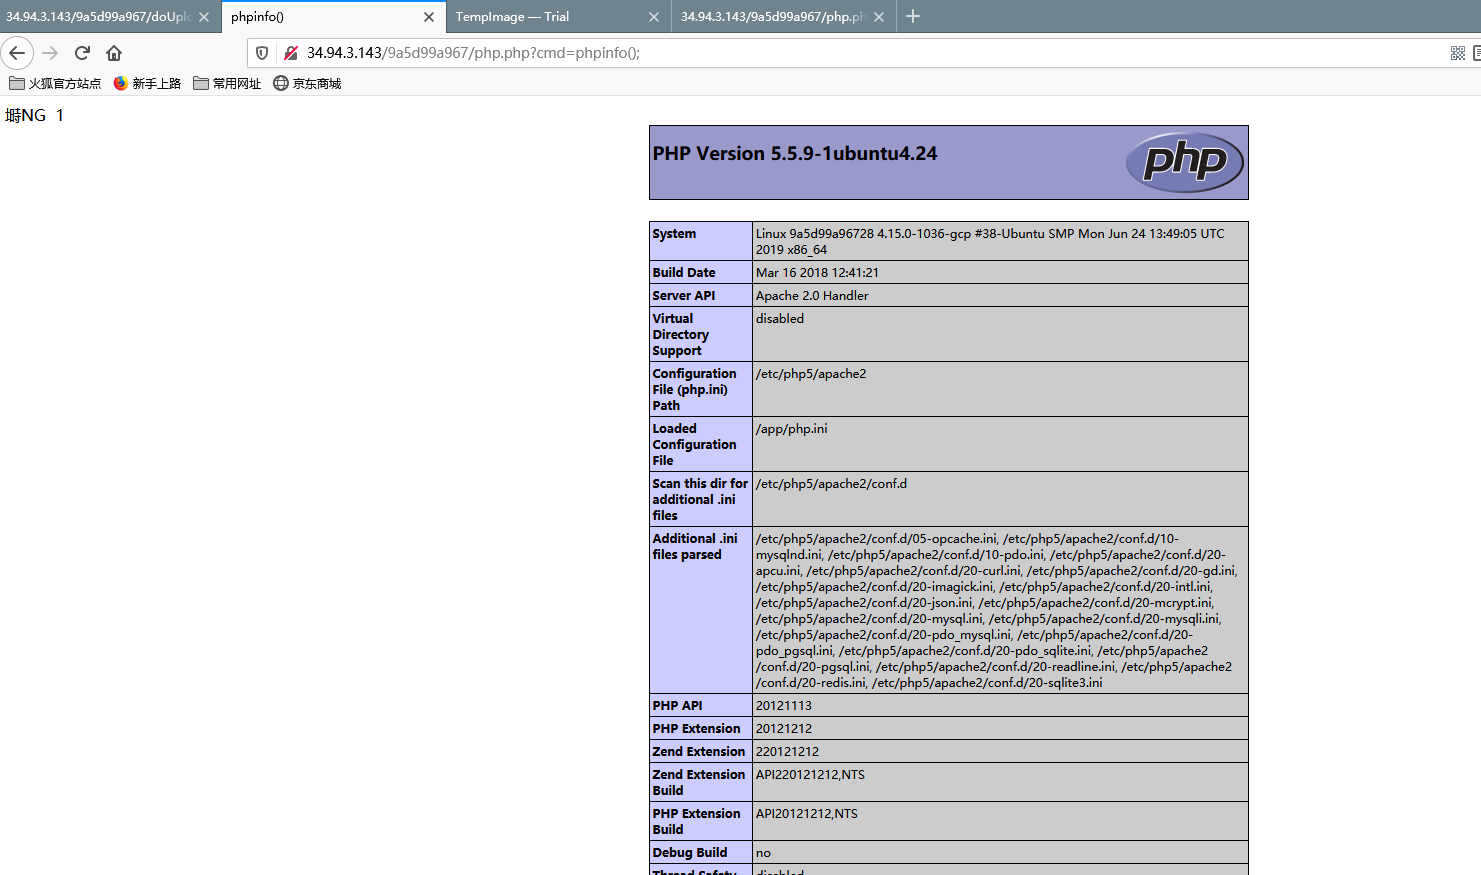 34.94.3.143/9a5d99a967/doUplo
phpinfo()
TempImage — Trial
34.94.3.143/9a5d99a967/php.ph
34.94.3.143/9a5d99a967/php.php?cmd=phpinfo();
火狐官方站点
新手上路
常用网址
京东商城
NG 1
PHP Version 5.5.9-1ubuntu4.24
php
System
Linux 9a5d99a96728 4.15.0-1036-gcp #38-Ubuntu SMP Mon Jun 24 13:49:05 UTC
2019 x86_64
Build Date
Mar 16 2018 12:41:21
Server API
Apache 2.0 Handler
Virtual
Directory
Support
disabled
Configuration
File (php.ini)
Path
/etc/php5/apache2
Loaded
Configuration
File
/app/php.ini
Scan this dir for
additional .ini
files
/etc/php5/apache2/conf.d
Additional .ini
files parsed
/etc/php5/apache2/conf.d/05-opcache.ini, /etc/php5/apache2/conf.d/10-
mysqlnd.ini, /etc/php5/apache2/conf.d/10-pdo.ini, /etc/php5/apache2/conf.d/20-
apcu.ini, /etc/php5/apache2/conf.d/20-curl.ini, /etc/php5/apache2/conf.d/20-gd.ini,
/etc/php5/apache2/conf.d/20-imagick.ini, /etc/php5/apache2/conf.d/20-intl.ini,
/etc/php5/apache2/conf.d/20-json.ini, /etc/php5/apache2/conf.d/20-mcrypt.ini,
/etc/php5/apache2/conf.d/20-mysql.ini, /etc/php5/apache2/conf.d/20-mysqli.ini,
/etc/php5/apache2/conf.d/20-pdo_mysql.ini, /etc/php5/apache2/conf.d/20-
pdo_pgsql.ini, /etc/php5/apache2/conf.d/20-pdo_sqlite.ini, /etc/php5/apache2
/conf.d/20-pgsql.ini, /etc/php5/apache2/conf.d/20-readline.ini, /etc/php5/apache2
/conf.d/20-redis.ini, /etc/php5/apache2/conf.d/20-sqlite3.ini
PHP API
20121113
PHP Extension
20121212
Zend Extension
220121212
Zend Extension
Build
API220121212,NTS
PHP Extension
Build
API20121212,NTS
Debug Build
no
Thread Safety
disabled